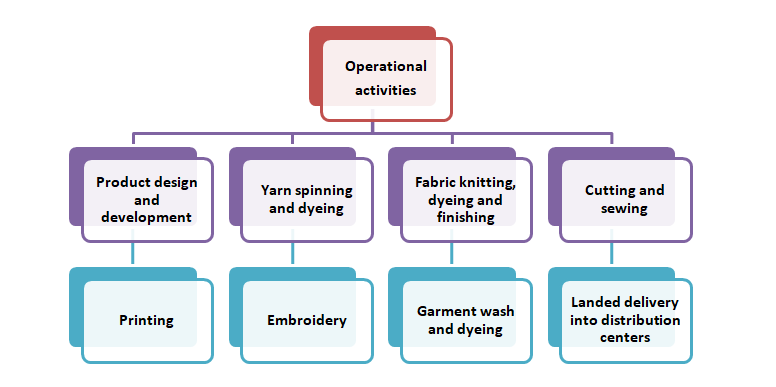 Operational
activities
Product design
and
development
Yarn spinning
and dyeing
Fabric knitting,
dyeing and
finishing
Cutting and
sewing
Printing
Embroidery
Garment wash
and dyeing
Landed delivery
into distribution
centers